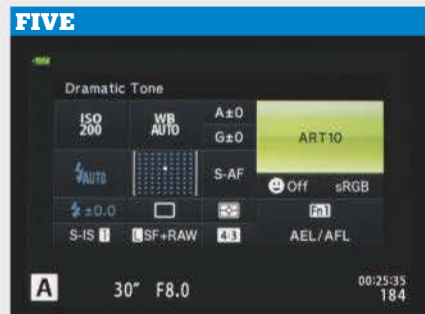 FIVE
Dramatic Tone
ISO 200
WB AUTO
A±0
G±0
ART10
AUTO
S-AF
Off
sRGB
±0.0
Fn1
S-IS 1
LSF+RAW
4:3
AEL/AFL
A
30" F8.0
00:25:35
184